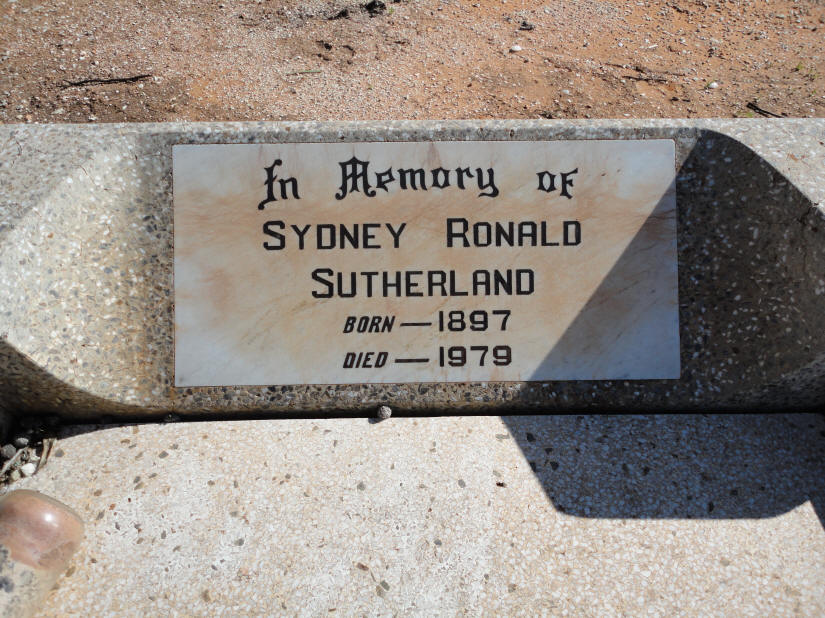 In Memory of
SYDNEY RONALD
SUTHERLAND
BORN — 1897
DIED — 1979